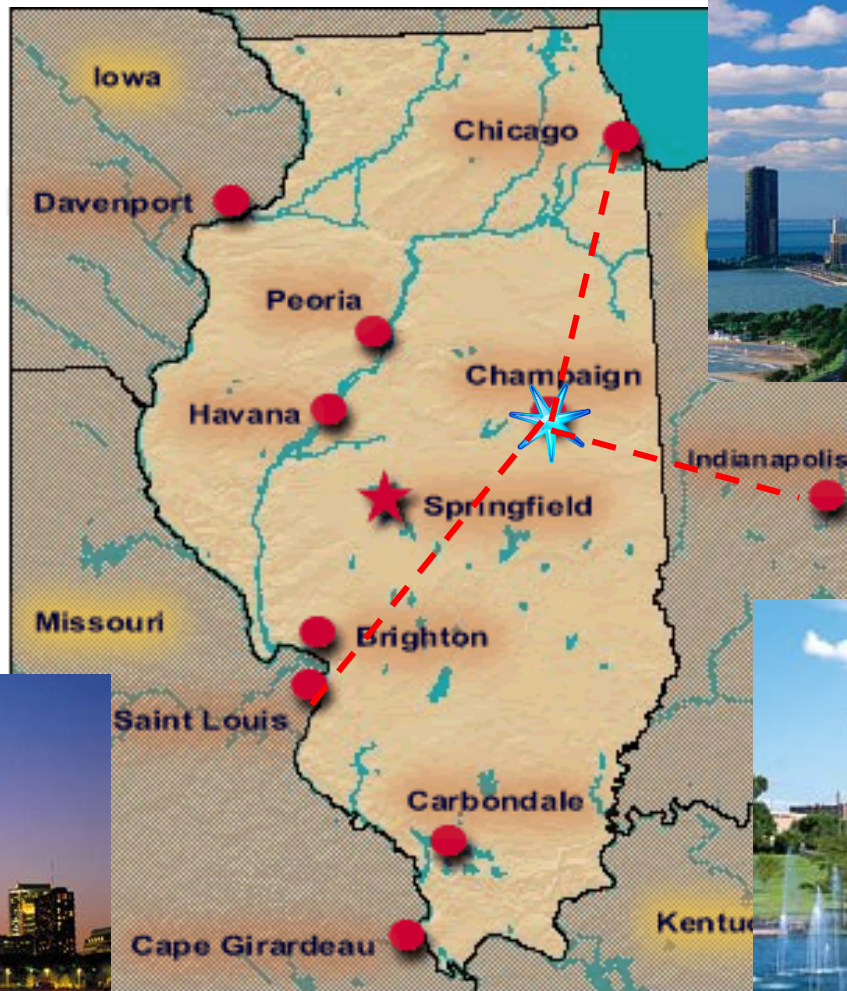 Iowa
Chicago
Davenport
Peoria
Champaign
Havana
Indianapolis
Springfield
Missouri
Brighton
Saint Louis
Carbondale
Cape Girardeau